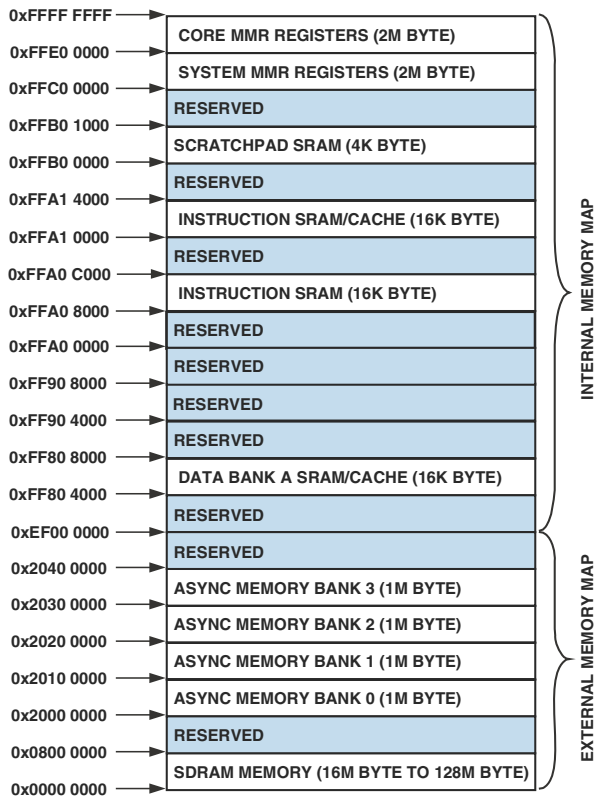 0xFFFF FFFF
CORE MMR REGISTERS (2M BYTE)
0xFFE0 0000
SYSTEM MMR REGISTERS (2M BYTE)
0xFFC0 0000
RESERVED
0xFFB0 1000
SCRATCHPAD SRAM (4K BYTE)
0xFFB0 0000
RESERVED
0xFFA1 4000
INSTRUCTION SRAM/CACHE (16K BYTE)
0xFFA1 0000
RESERVED
0xFFA0 C000
INSTRUCTION SRAM (16K BYTE)
0xFFA0 8000
RESERVED
0xFFA0 0000
RESERVED
0xFF90 8000
RESERVED
0xFF90 4000
RESERVED
0xFF80 8000
DATA BANK A SRAM/CACHE (16K BYTE)
0xFF80 4000
RESERVED
0xEF00 0000
RESERVED
0x2040 0000
ASYNC MEMORY BANK 3 (1M BYTE)
0x2030 0000
ASYNC MEMORY BANK 2 (1M BYTE)
0x2020 0000
ASYNC MEMORY BANK 1 (1M BYTE)
0x2010 0000
ASYNC MEMORY BANK 0 (1M BYTE)
0x2000 0000
RESERVED
0x0800 0000
SDRAM MEMORY (16M BYTE TO 128M BYTE)
0x0000 0000
INTERNAL MEMORY MAP
EXTERNAL MEMORY MAP